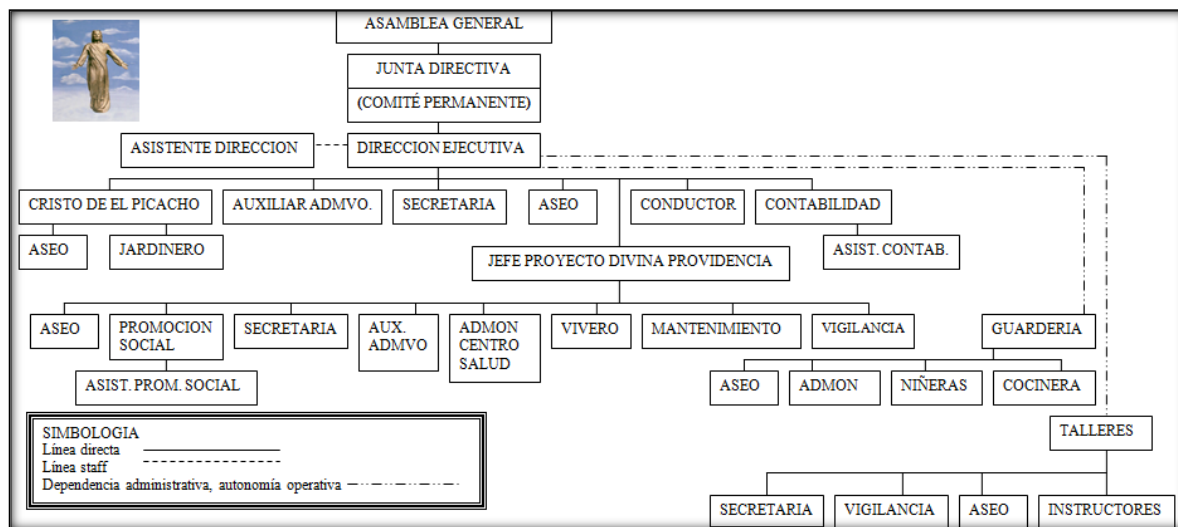 ASAMBLEA GENERAL
JUNTA DIRECTIVA
(COMITÉ PERMANENTE)
ASISTENTE DIRECCION
DIRECCION EJECUTIVA
CRISTO DE EL PICACHO
AUXILIAR ADMVO.
SECRETARIA
ASEO
CONDUCTOR
CONTABILIDAD
ASEO
JARDINERO
ASIST. CONTAB.
JEFE PROYECTO DIVINA PROVIDENCIA
ASEO
PROMOCION
SOCIAL
SECRETARIA
AUX.
ADMVO
ADMON
CENTRO
SALUD
VIVERO
MANTENIMIENTO
VIGILANCIA
GUARDERIA
ASIST. PROM. SOCIAL
ASEO
ADMON
NIÑERAS
COCINERA
TALLERES
SIMBOLOGIA
Línea directa
Línea staff
Dependencia administrativa, autonomía operativa
SECRETARIA
VIGILANCIA
ASEO
INSTRUCTORES